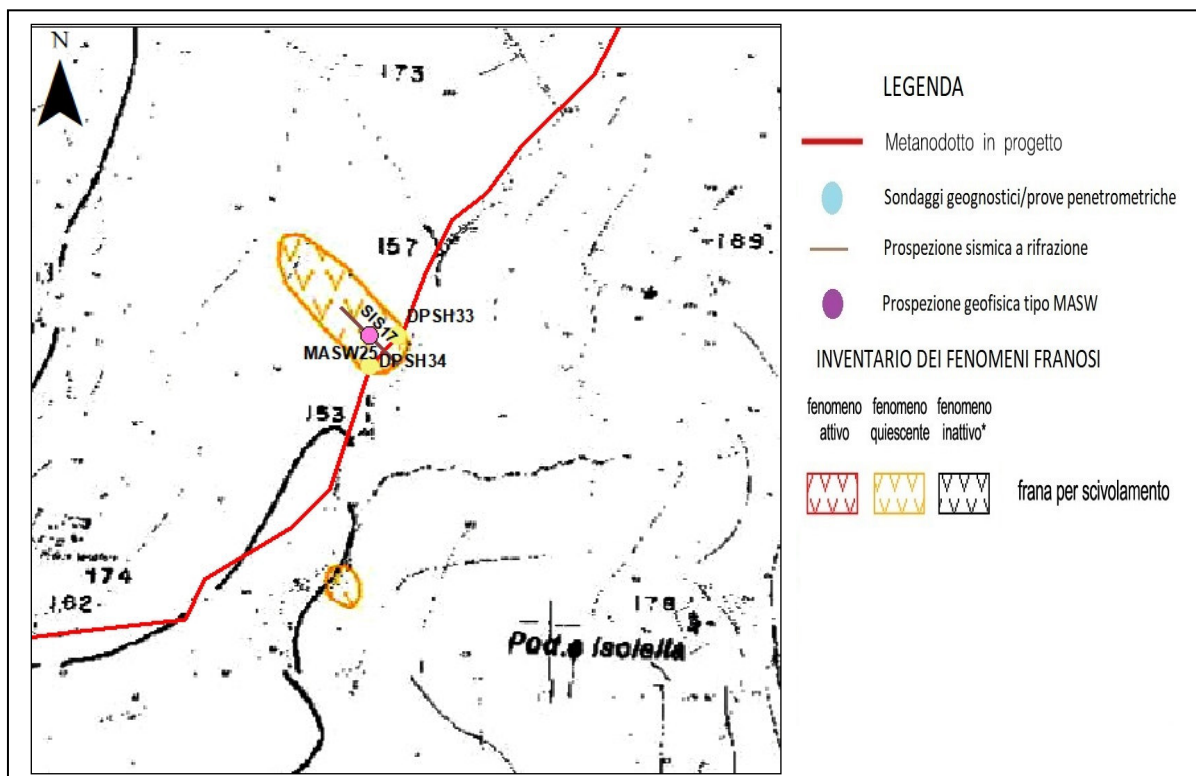 N
173
157
189
DPSH33
SIS17
MASW25
DPSH34
153
174
182
178
Pod.e Isolella
LEGENDA
Metanodotto in progetto
Sondaggi geognostici/prove penetrometriche
Prospezione sismica a rifrazione
Prospezione geofisica tipo MASW
INVENTARIO DEI FENOMENI FRANOSI
fenomeno attivo
fenomeno quiescente
fenomeno inattivo*
frana per scivolamento